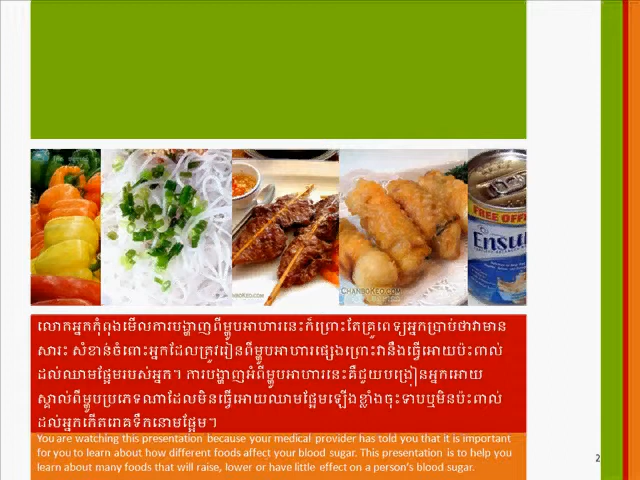 CHANBOKEO.COM
FREE OFFE
Ensu
លោកអ្នកកំពុងមើលការបង្ហាញពីម្ហូបអាហារនេះក៏ព្រោះតែគ្រូពេទ្យអ្នកប្រាប់ថាវាមាន
សារះ សំខាន់ចំពោះអ្នកដែលត្រូវរៀនពីម្ហូបអាហារផ្សេងព្រោះវានឹងធ្វើអោយប៉ះពាល់
ដល់ឈាមផ្អែមរបស់អ្នក។ ការបង្ហាញអំពីម្ហូបអាហារនេះគឺជួយបង្រៀនអ្នកអោយ
ស្គាល់ពីម្ហូបប្រភេទណាដែលមិនធ្វើអោយឈាមផ្អែមឡើងខ្លាំងចុះទាបឬមិនប៉ះពាល់
ដល់អ្នកកើតរោគទឹកនោមផ្អែម។
You are watching this presentation because your medical provider has told you that it is important
for you to learn about how different foods affect your blood sugar. This presentation is to help you
learn about many foods that will raise, lower or have little effect on a person's blood sugar.
2